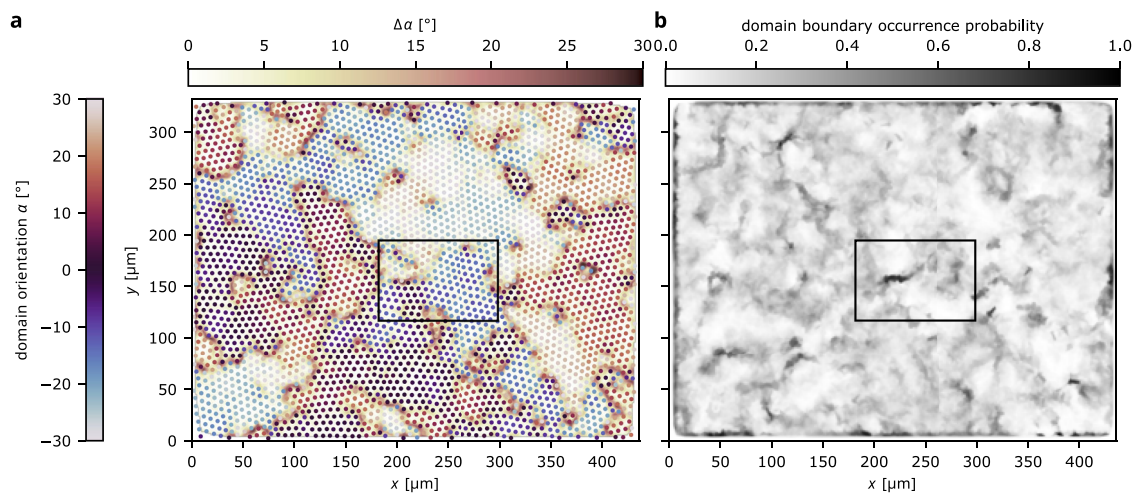 a
Δα [°]
0 5 10 15 20 25 30
domain orientation α [°]
30
20
10
0
−10
−20
−30
y [µm]
300
250
200
150
100
50
0
0 50 100 150 200 250 300 350 400
x [µm]
b
domain boundary occurrence probability
0.0 0.2 0.4 0.6 0.8 1.0
0 50 100 150 200 250 300 350 400
x [µm]